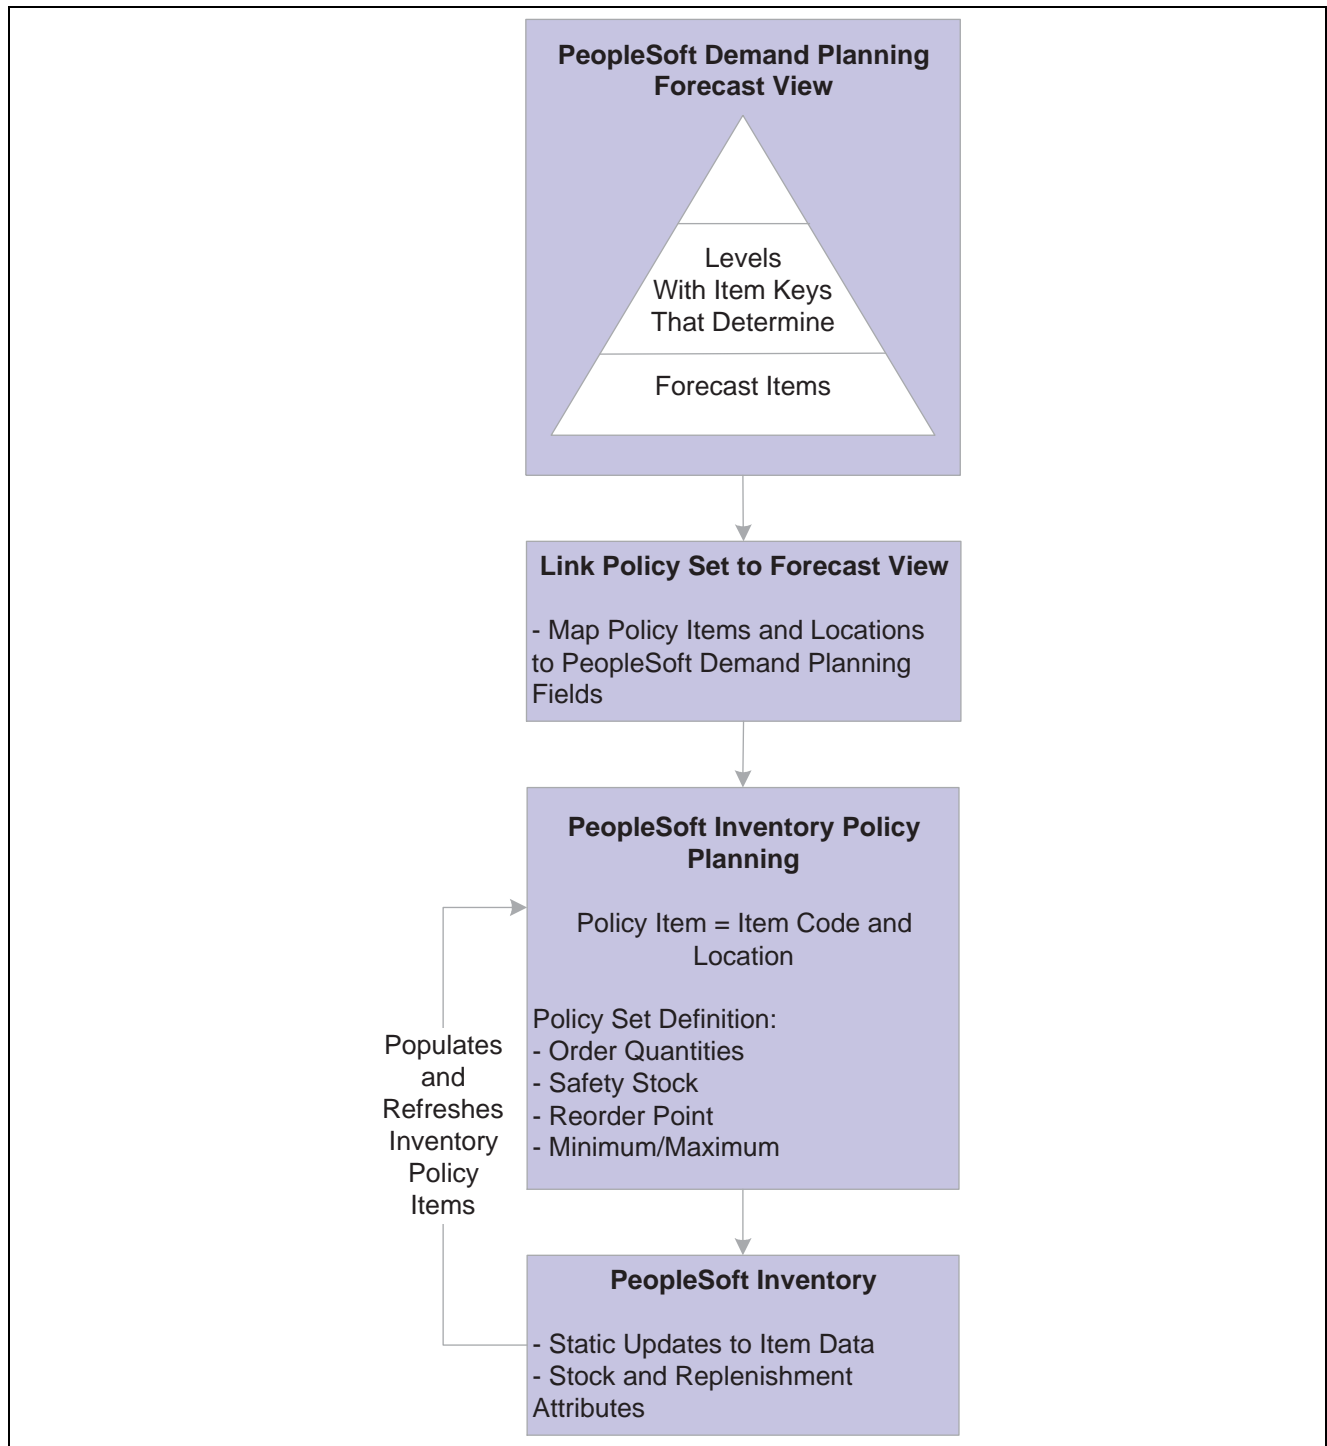 PeopleSoft Demand Planning
Forecast View
Levels
With Item Keys
That Determine
Forecast Items
Link Policy Set to Forecast View
- Map Policy Items and Locations
to PeopleSoft Demand Planning
Fields
PeopleSoft Inventory Policy
Planning
Policy Item = Item Code and
Location
Policy Set Definition:
- Order Quantities
- Safety Stock
- Reorder Point
- Minimum/Maximum
Populates
and
Refreshes
Inventory
Policy
Items
PeopleSoft Inventory
- Static Updates to Item Data
- Stock and Replenishment
Attributes